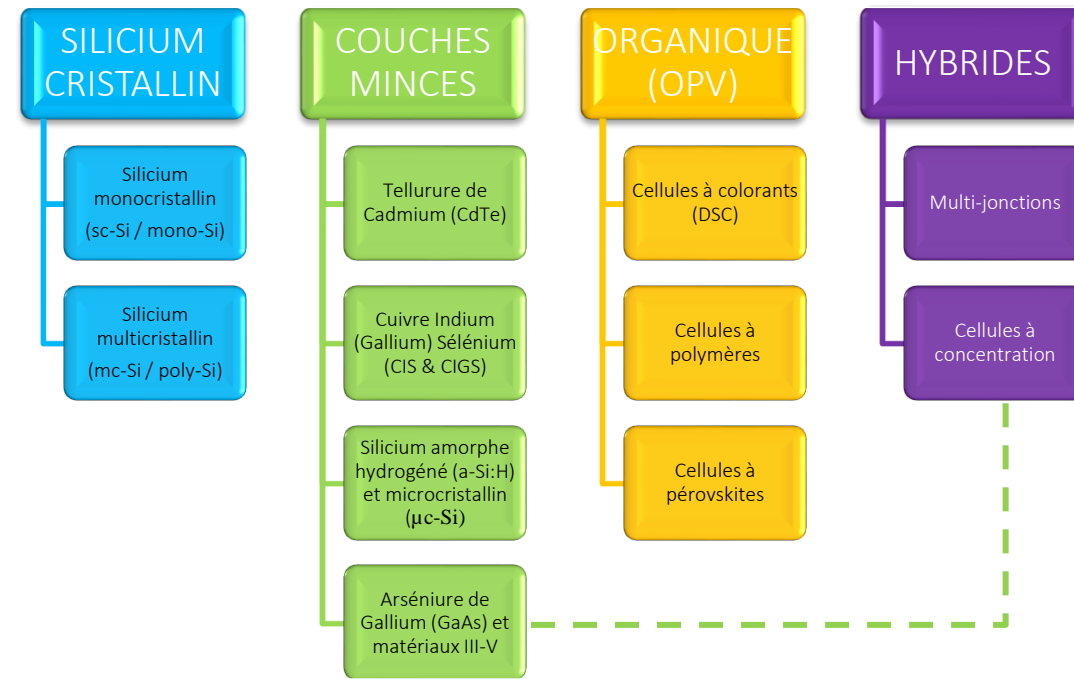 SILICIUM
CRISTALLIN
Silicium
monocristallin
(sc-Si / mono-Si)
Silicium
multicristallin
(mc-Si / poly-Si)
COUCHES
MINCES
Tellurure de
Cadmium (CdTe)
Cuivre Indium
(Gallium) Sélénium
(CIS & CIGS)
Silicium amorphe
hydrogéné (a-Si:H)
et microcristallin
(µc-Si)
Arséniure de
Gallium (GaAs) et
matériaux III-V
ORGANIQUE
(OPV)
Cellules à colorants
(DSC)
Cellules à
polymères
Cellules à
pérovskites
HYBRIDES
Multi-jonctions
Cellules à
concentration